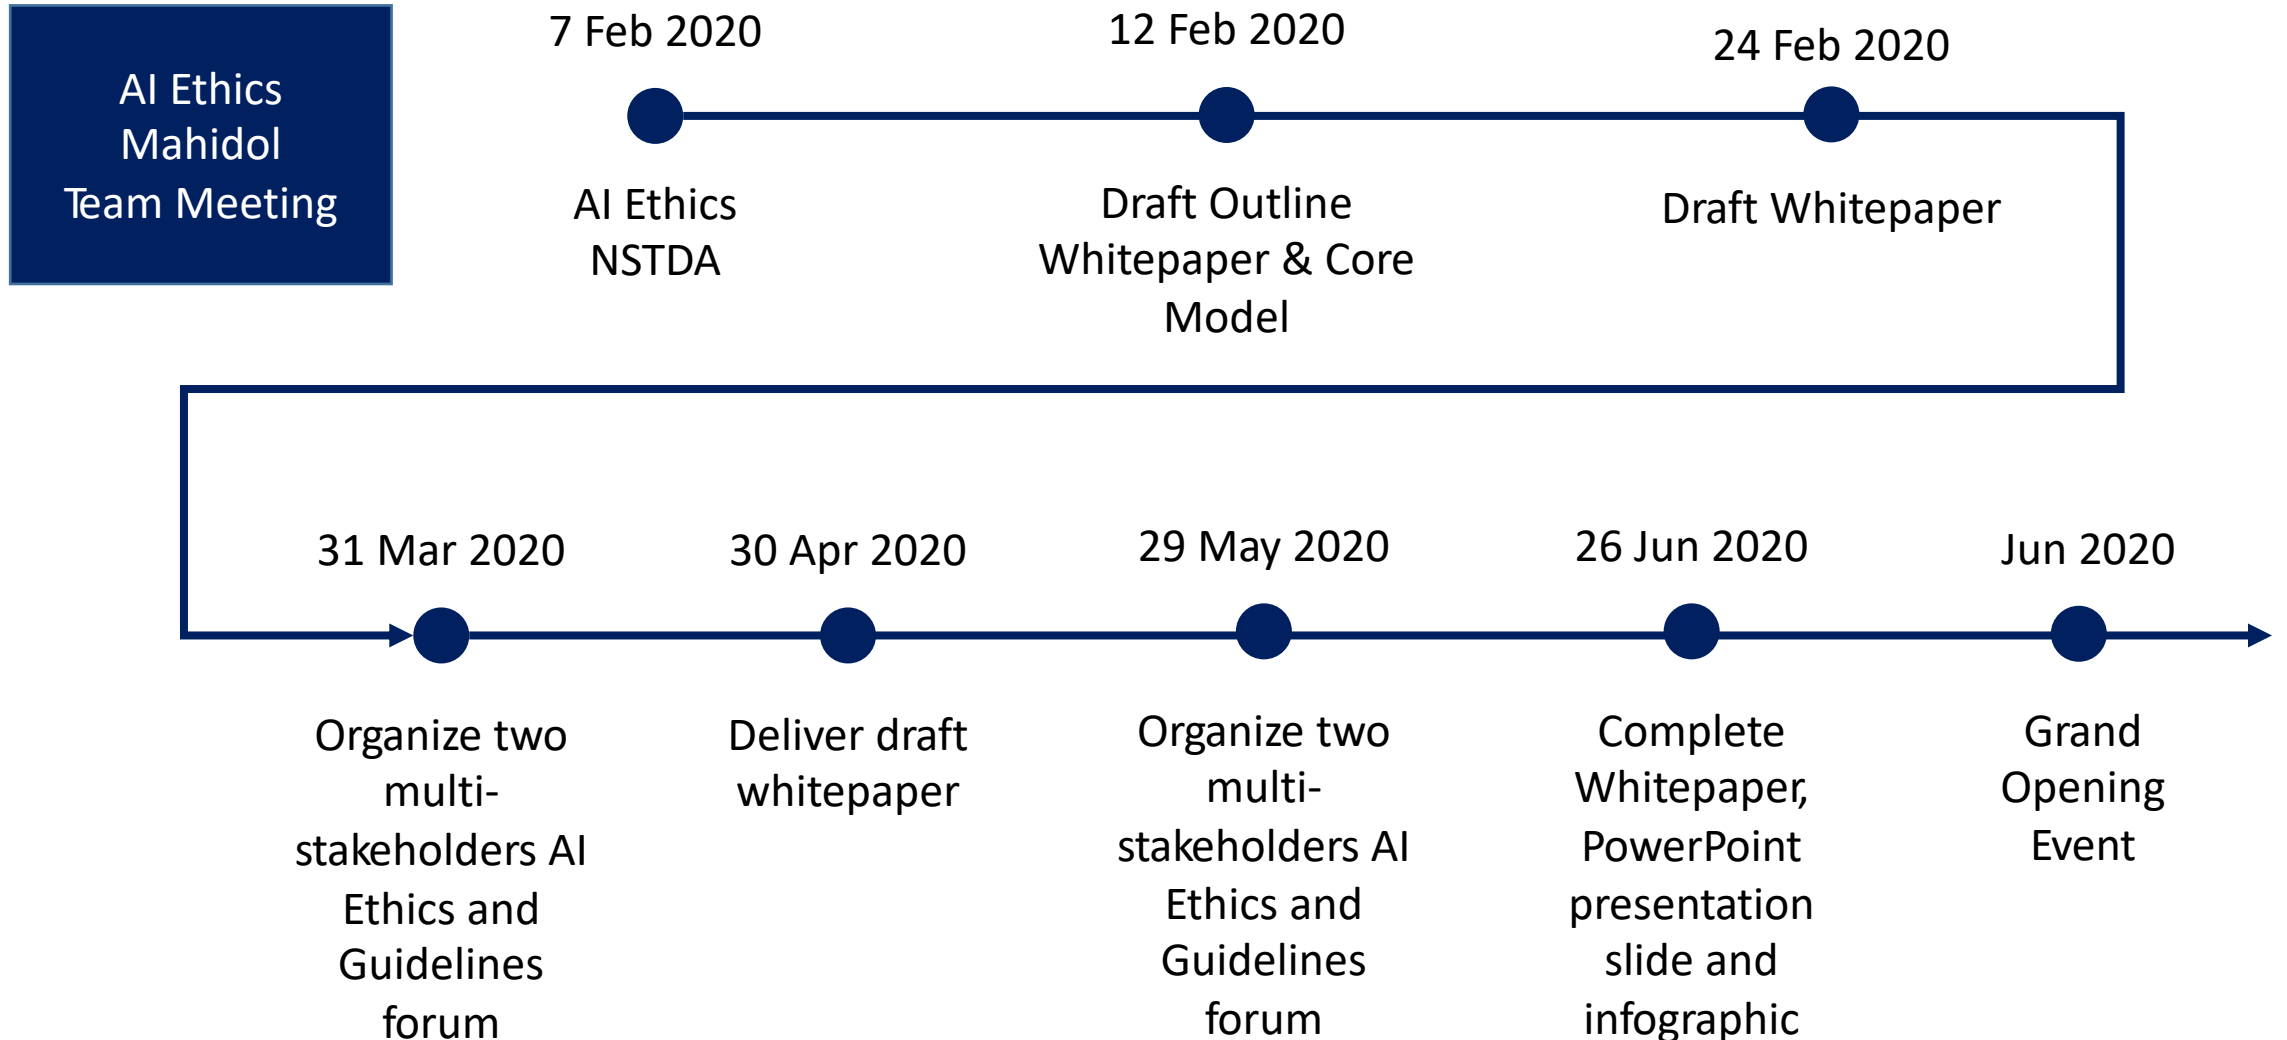 AI Ethics
Mahidol
Team Meeting
7 Feb 2020
AI Ethics
NSTDA
12 Feb 2020
Draft Outline
Whitepaper & Core
Model
24 Feb 2020
Draft Whitepaper
31 Mar 2020
Organize two
multi-
stakeholders AI
Ethics and
Guidelines
forum
30 Apr 2020
Deliver draft
whitepaper
29 May 2020
Organize two
multi-
stakeholders AI
Ethics and
Guidelines
forum
26 Jun 2020
Complete
Whitepaper,
PowerPoint
presentation
slide and
infographic
Jun 2020
Grand
Opening
Event